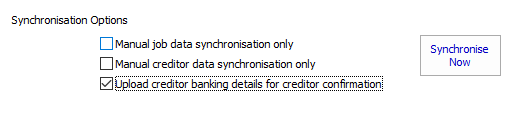 Synchronisation Options
Manual job data synchronisation only
Manual creditor data synchronisation only
Upload creditor banking details for creditor confirmation
Synchronise
Now